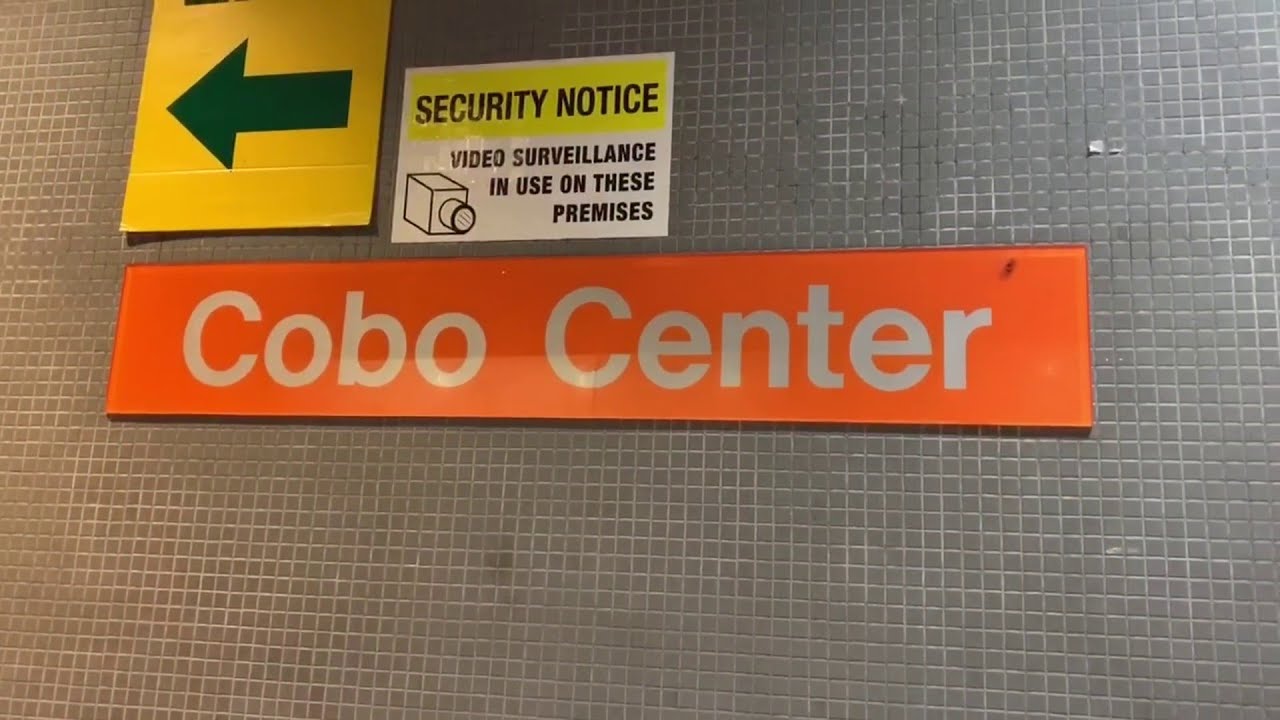 SECURITY NOTICE
VIDEO SURVEILLANCE
IN USE ON THESE
PREMISES
Cobo Center